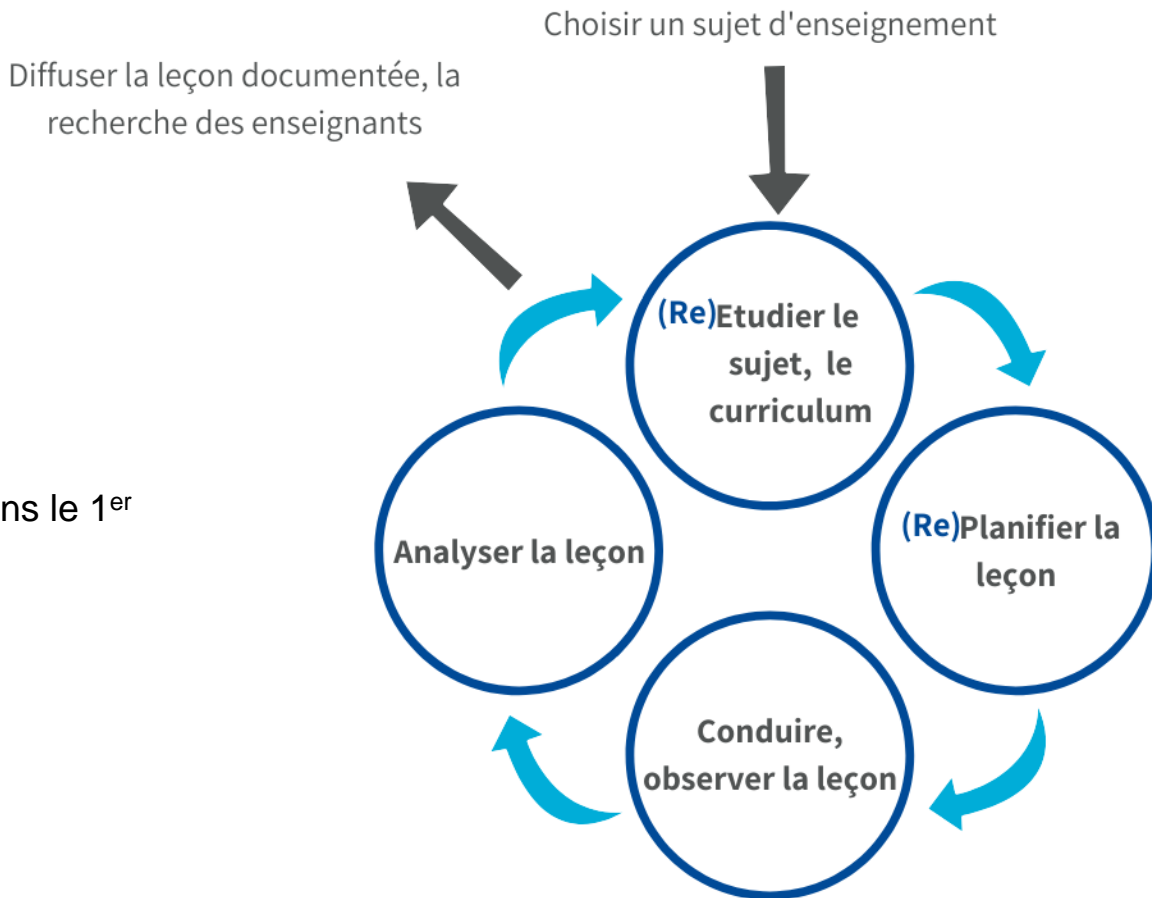 Choisir un sujet d'enseignement
Diffuser la leçon documentée, la
recherche des enseignants
(Re)Etudier le
sujet, le
curriculum
(Re)Planifier la
leçon
Conduire,
observer la leçon
Analyser la leçon
ns le 1er